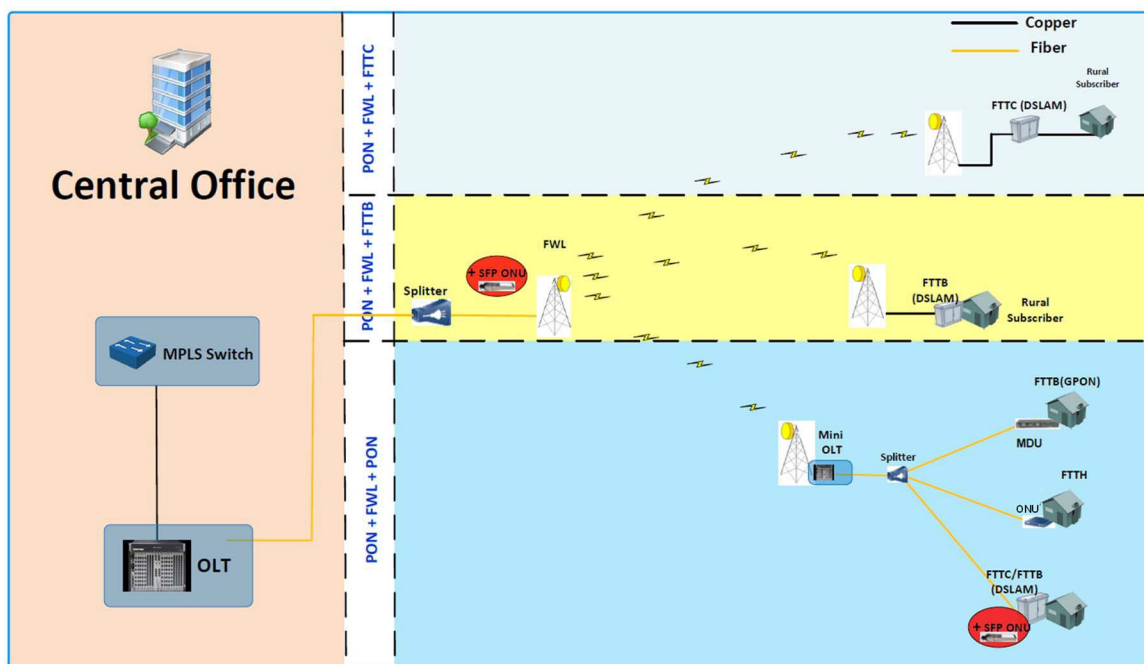 Copper
Fiber
Central Office
PON + FWL + FTTC
Rural
Subscriber
FTTC (DSLAM)
PON + FWL + FTTB
FWL
+ SFP ONU
Splitter
FTTB
(DSLAM)
Rural
Subscriber
MPLS Switch
OLT
PON + FWL + PON
Mini
OLT
Splitter
FTTB(GPON)
MDU
FTTH
ONU
FTTC/FTTB
(DSLAM)
+ SFP ONU